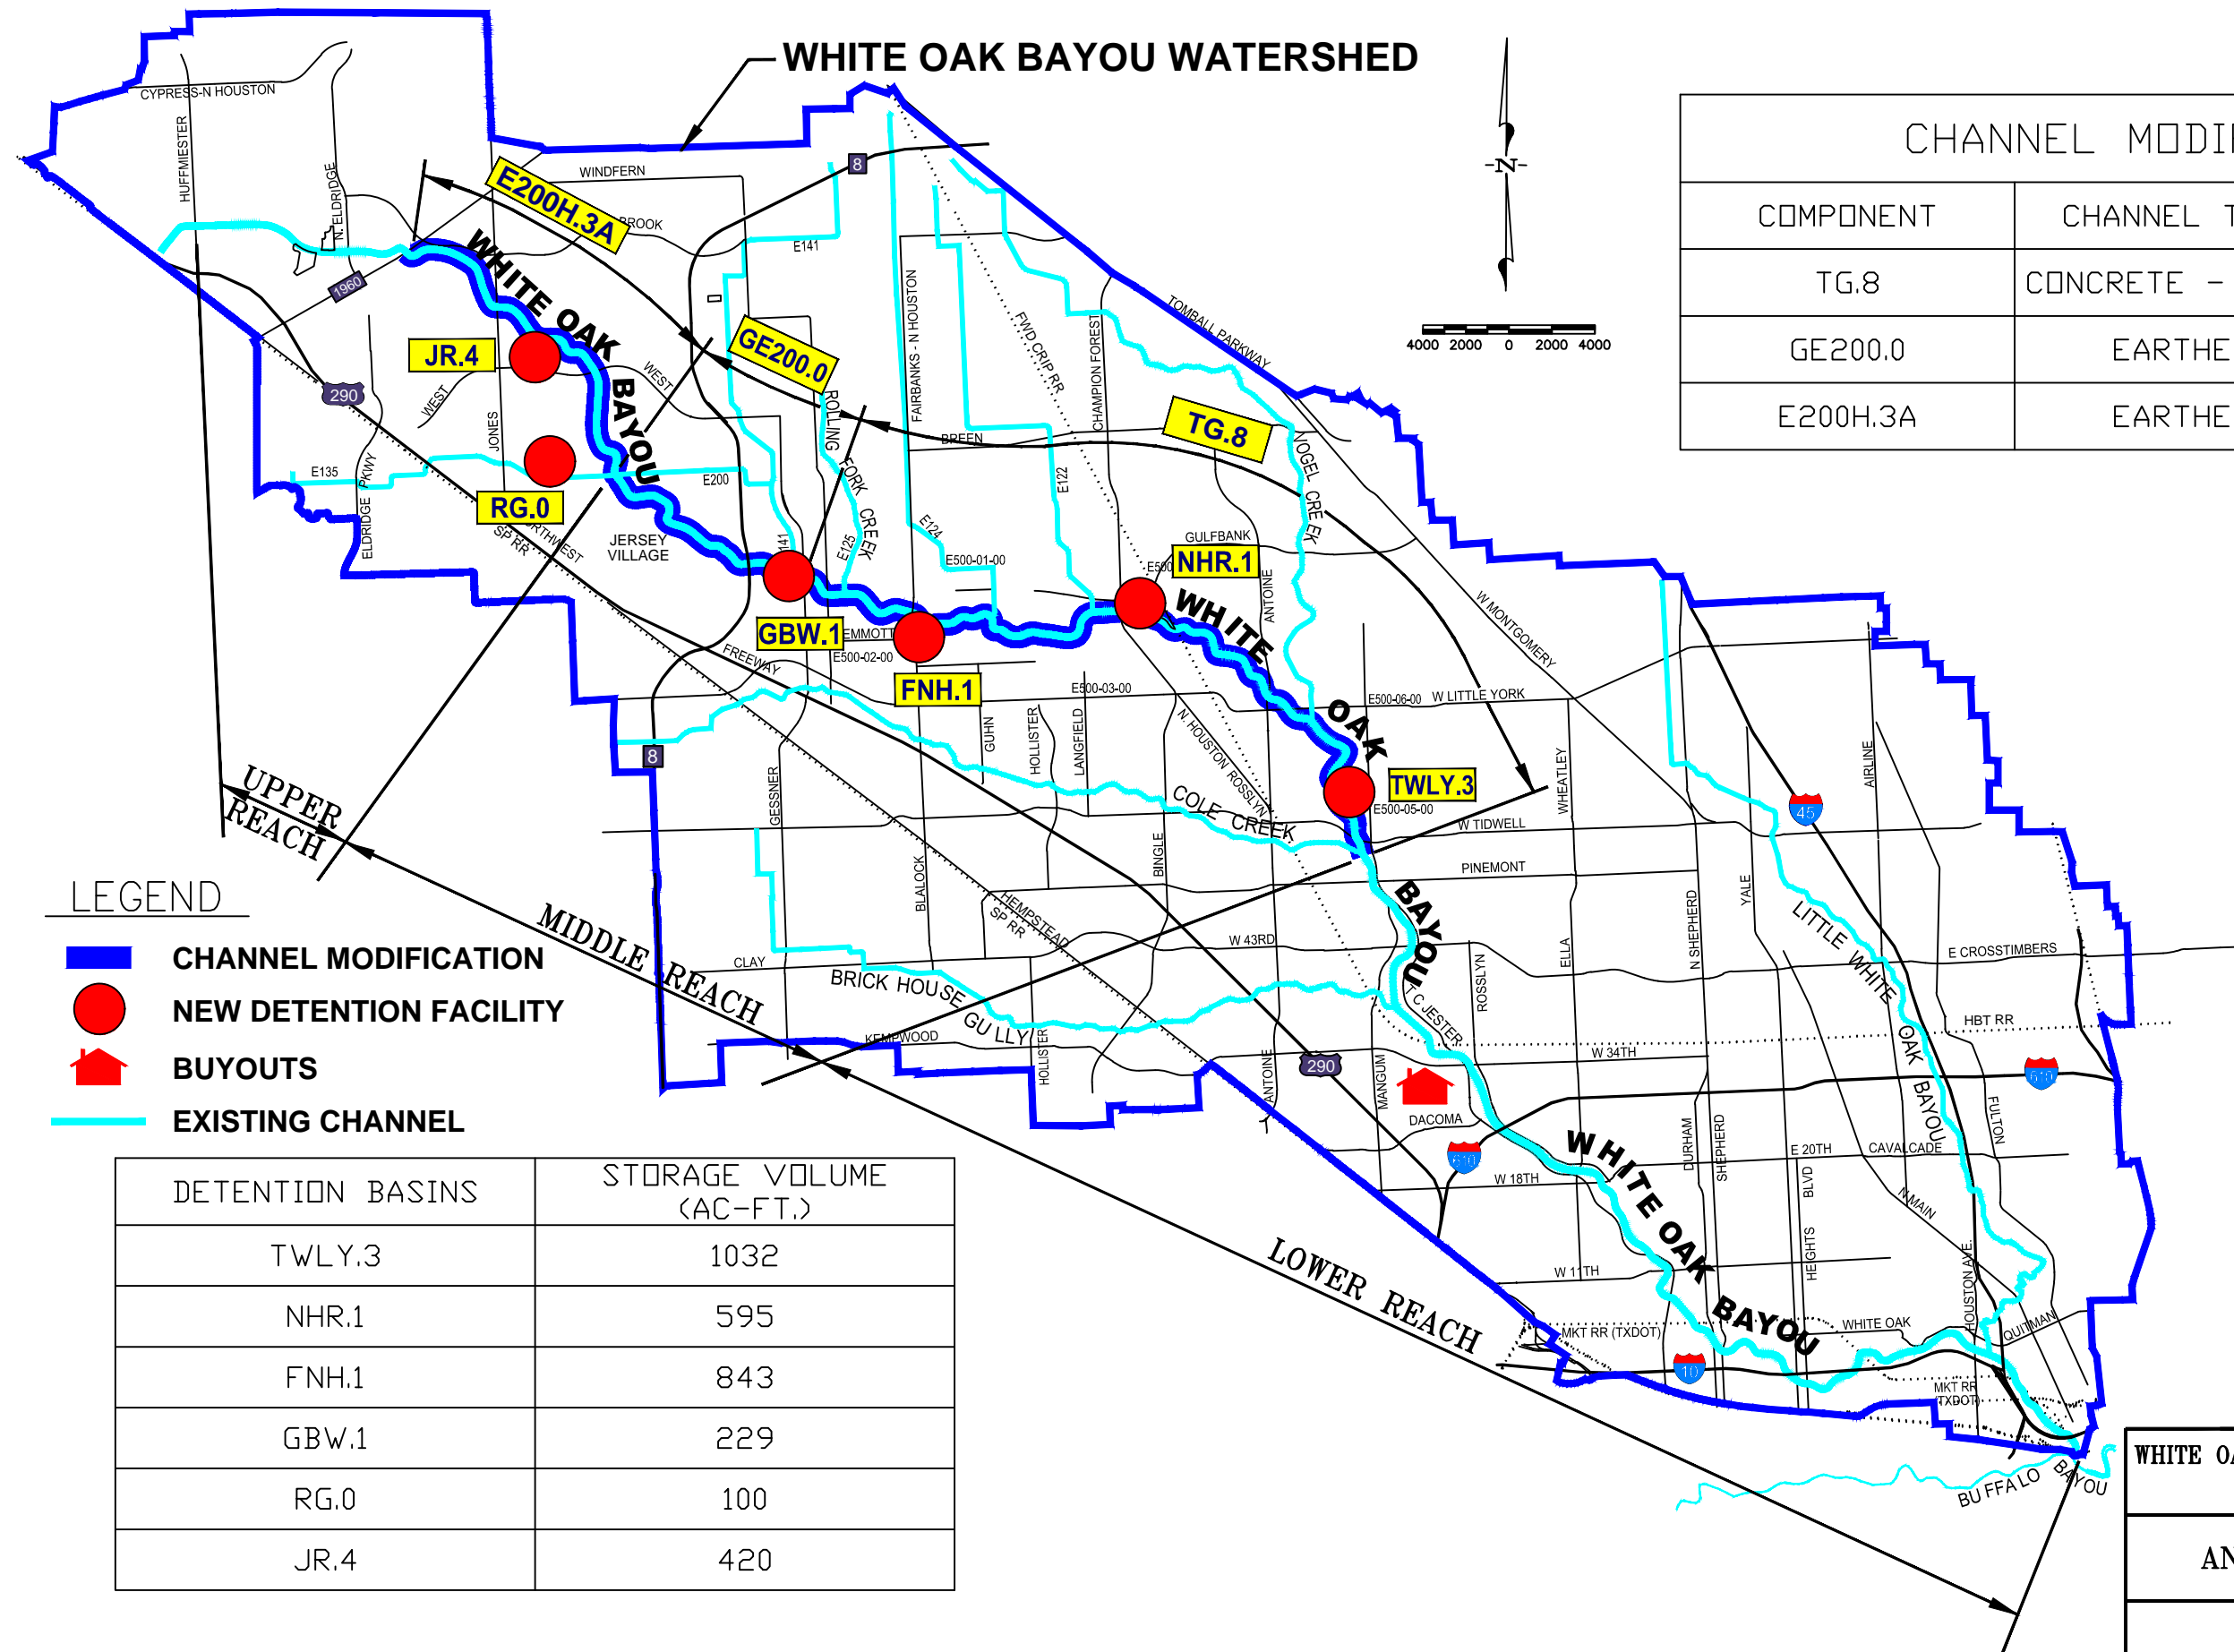 WHITE OAK BAYOU WATERSHED
CYPRESS-N HOUSTON
HUFFMIESTER
N. ELDRIDGE
WINDFERN
BROOK
E200H.3A
8
E141
1960
WHITE OAK
BAYOU
JR.4
WEST
WEST
GE200.0
ROLLING
FORK
CREEK
FAIRBANKS - N HOUSTON
FWD CRIP RR
CHAMPION FOREST
TOMBALL PARKWAY
-N-
4000 2000 0 2000 4000
CHANNEL
COMPONENT
CHANNEL
TG.8
CONCRETE -
GE200.0
E200H.3A
290
JONES
E135
ELDRIDGE
PKWY
RG.0
SP RR
JERSEY
VILLAGE
E200
141
E125
E124
BREEN
E122
TG.8
VOGEL CREEK
GULFBANK
E500-01-00
E500
NHR.1
ANTOINE
W MONTGOMERY
GBW.1
EMMOTT
E500-02-00
FREEWAY
FNH.1
E500-03-00
E500-06-00
W LITTLE YORK
WHITE
OAK
BAYOU
8
GESSNER
GUHN
HOLLISTER
LANGFIELD
N. HOUSTON ROSSLYN
TWLY.3
E500-05-00
W TIDWELL
WHEATLEY
AIRLINE
45
COLE CREEK
BLALOCK
BINGLE
PINEMONT
YALE
N SHEPHERD
UPPER
REACH
MIDDLE REACH
LOWER REACH
HEMPSTEAD
SP RR
W 43RD
ELLA
ROSSLYN
LITTLE WHITE OAK BAYOU
E CROSSTIMBERS
CLAY
BRICK HOUSE
GULLY
KEMPWOOD
HOLLISTER
ANTOINE
T C JESTER
HBT RR
W 34TH
290
MANGUM
DACOMA
610
610
DURHAM
SHEPHERD
E 20TH
CAVALCADE
FULTON
W 18TH
HEIGHTS
BLVD
N MAIN
W 11TH
HOUSTON AVE.
WHITE OAK
BAYOU
MKT RR (TXDOT)
WHITE OAK
QUITMAN
10
MKT RR
(TXDOT)
BUFFALO BAYOU
LEGEND
CHANNEL MODIFICATION
NEW DETENTION FACILITY
BUYOUTS
EXISTING CHANNEL
DETENTION BASINS
STORAGE VOLUME
(AC-FT.)
TWLY.3
1032
NHR.1
595
FNH.1
843
GBW.1
229
RG.0
100
JR.4
420
WHITE